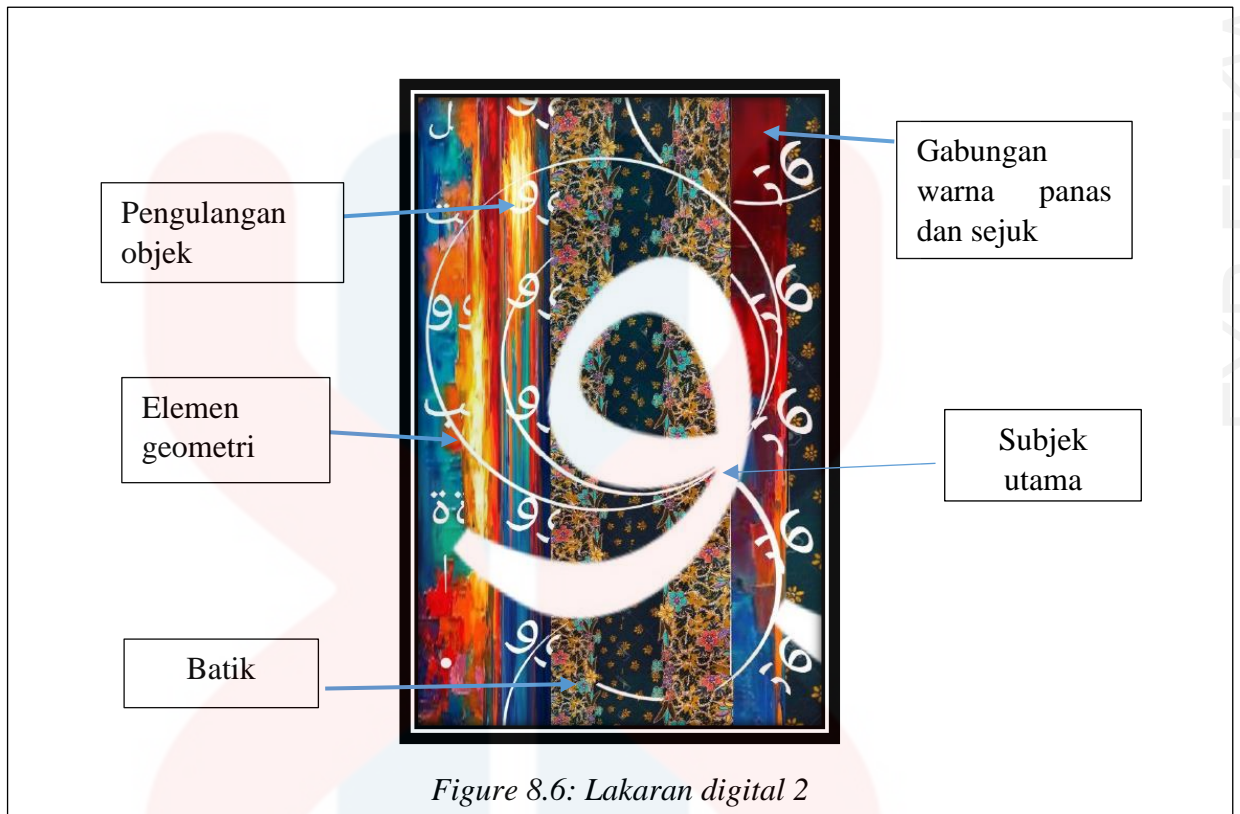 Pengulangan
objek
Gabungan
warna panas
dan sejuk
Elemen
geometri
Subjek
utama
Batik
و
Figure 8.6: Lakaran digital 2